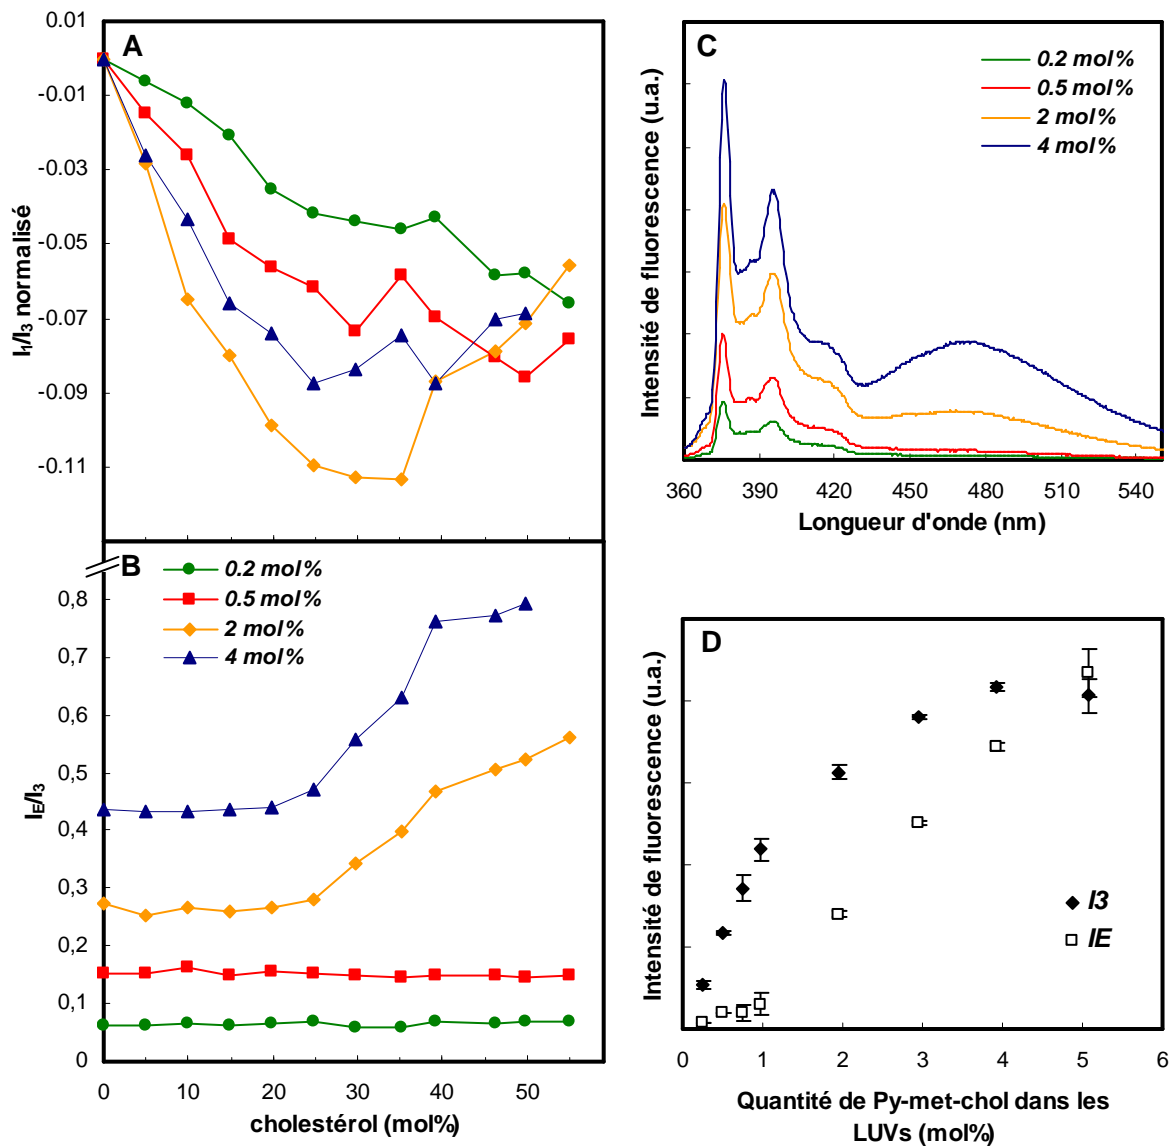 A
0.01
-0.01
-0.03
-0.05
-0.07
-0.09
-0.11
I1/I3 normalisé
B
0.2 mol%
0.5 mol%
2 mol%
4 mol%
0,8
0,7
0,6
0,5
0,4
0,3
0,2
0,1
0
IE/I3
0 10 20 30 40 50
cholestérol (mol%)
C
0.2 mol%
0.5 mol%
2 mol%
4 mol%
Intensité de fluorescence (u.a.)
360 390 420 450 480 510 540
Longueur d'onde (nm)
D
Intensité de fluorescence (u.a.)
I3
IE
0 1 2 3 4 5 6
Quantité de Py-met-chol dans les
LUVs (mol%)